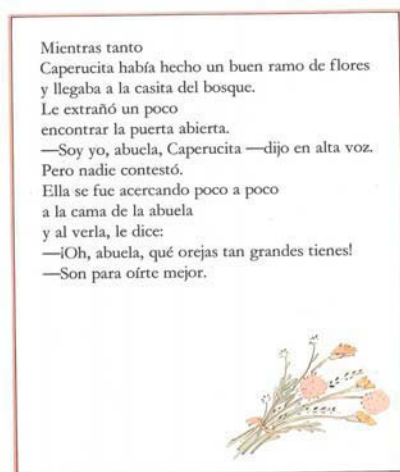 Mientras tanto
Caperucita había hecho un buen ramo de flores
y llegaba a la casita del bosque.
Le extrañó un poco
encontrar la puerta abierta.
—Soy yo, abuela, Caperucita —dijo en alta voz.
Pero nadie contestó.
Ella se fue acercando poco a poco
a la cama de la abuela
y al verla, le dice:
—¡Oh, abuela, qué orejas tan grandes tienes!
—Son para oírte mejor.